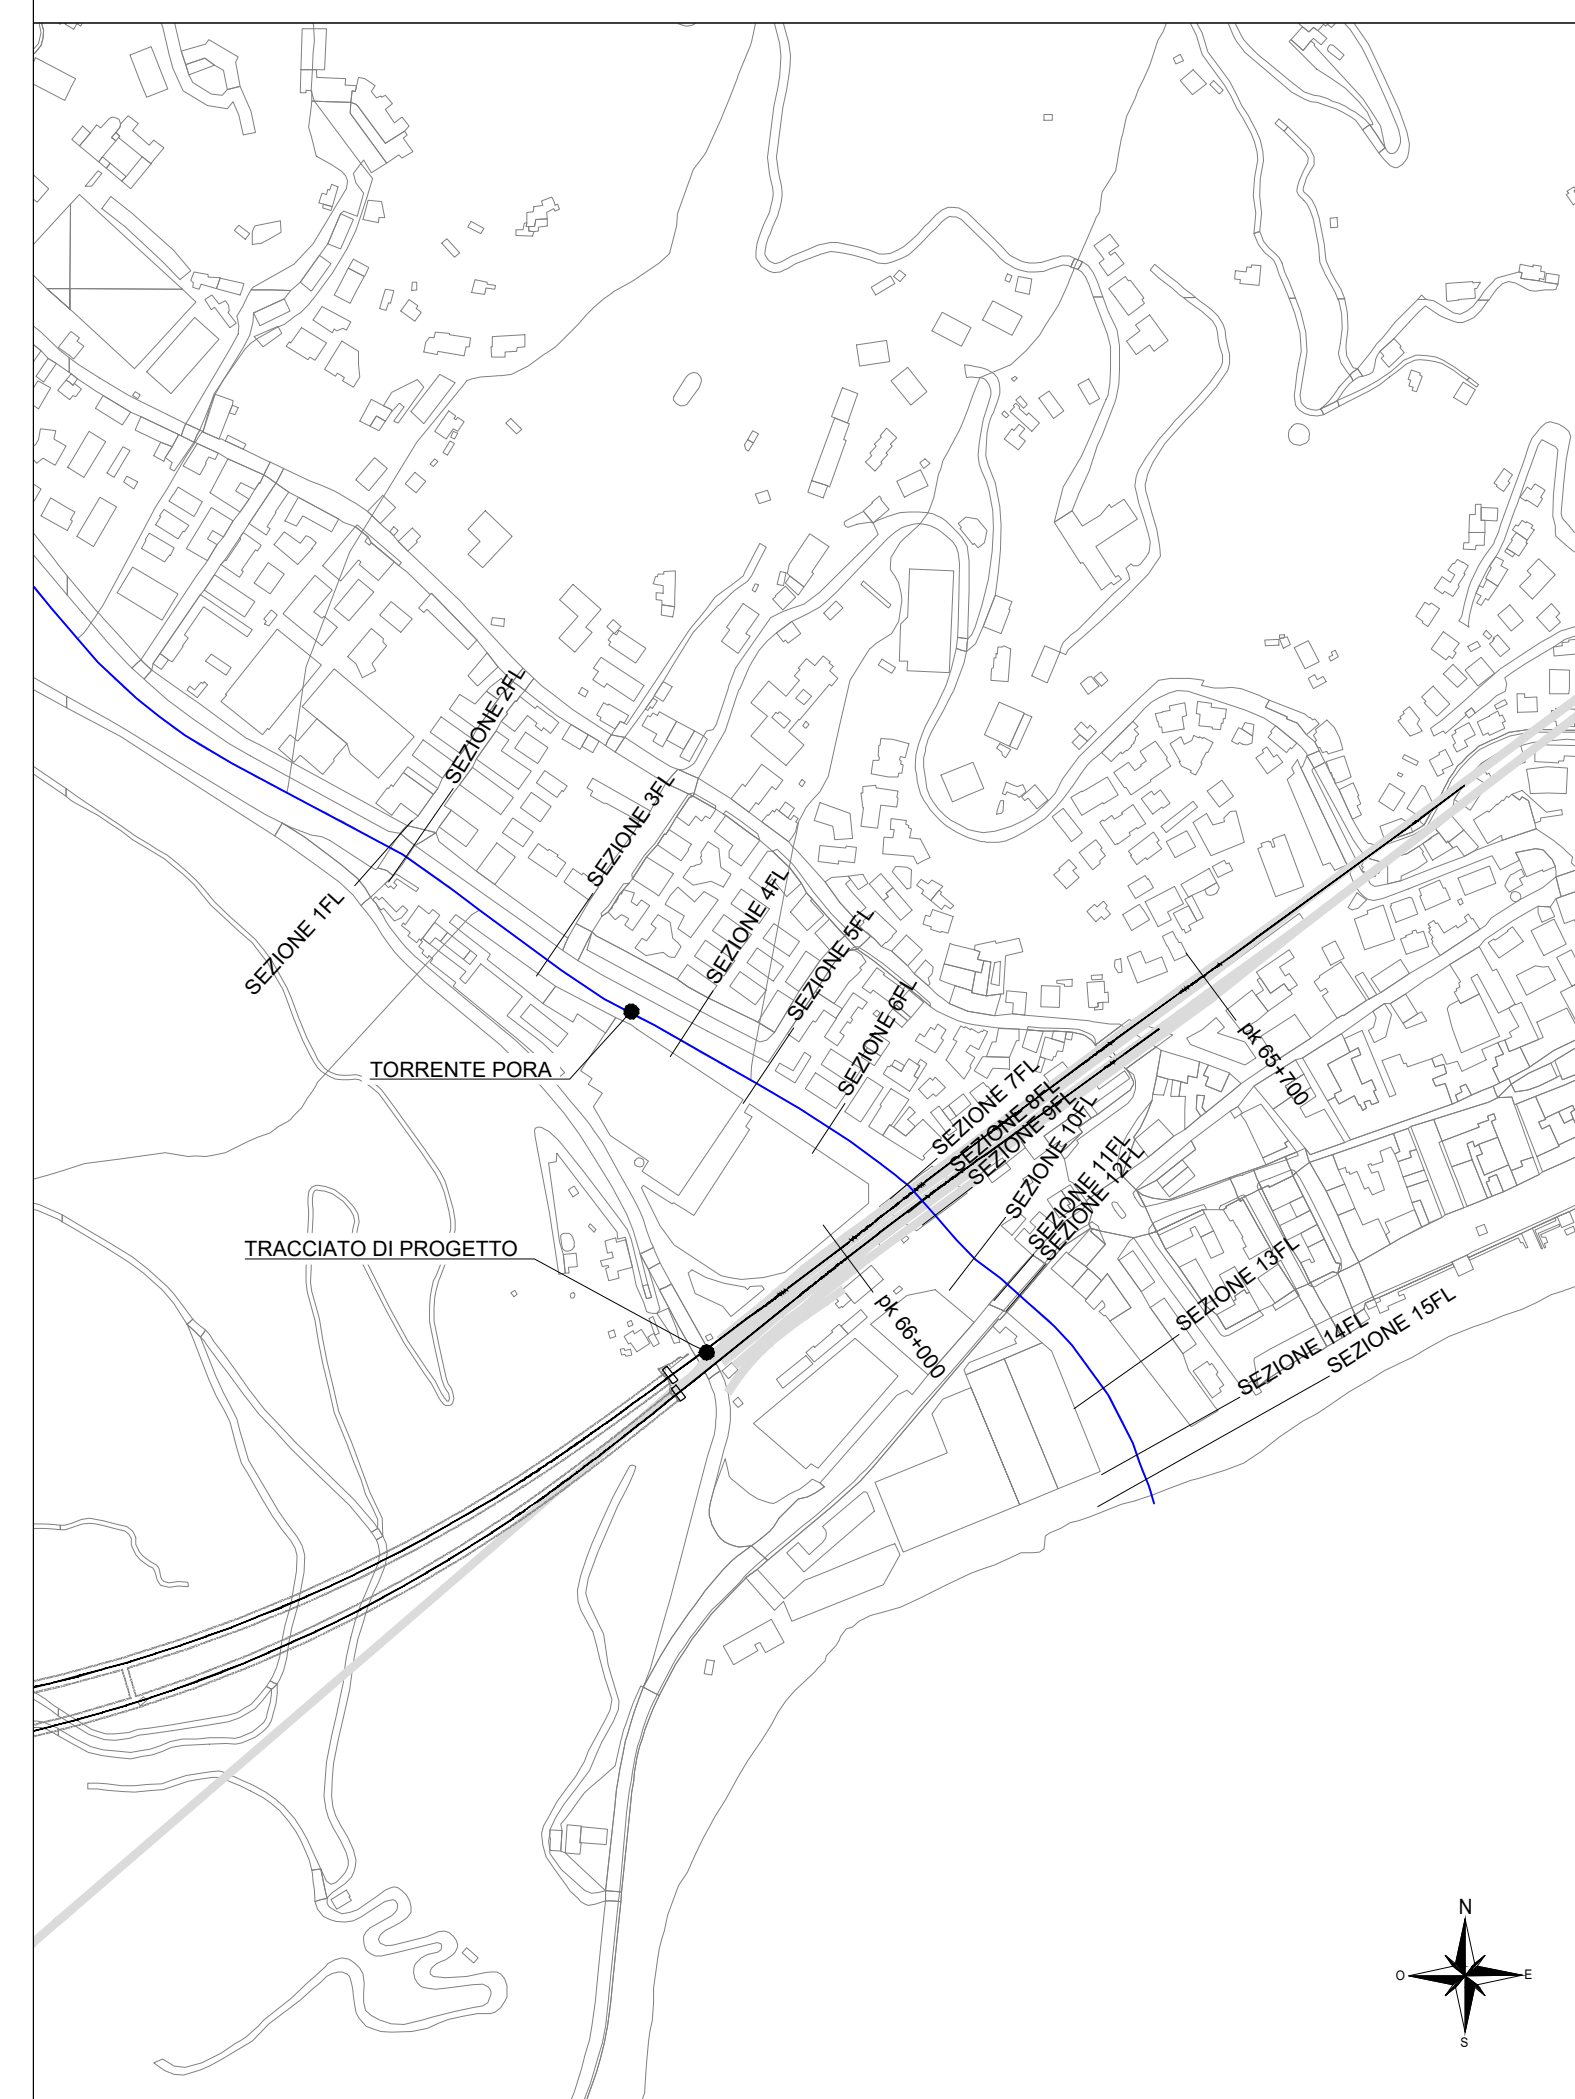 SEZIONE 2FL
SEZIONE 3FL
SEZIONE 1FL
SEZIONE 4FL
SEZIONE 5FL
SEZIONE 6FL
TORRENTE PORA
pk 65+700
SEZIONE 7FL
SEZIONE 8FL
SEZIONE 9FL
SEZIONE 10FL
SEZIONE 11FL
SEZIONE 12FL
TRACCIATO DI PROGETTO
SEZIONE 13FL
pk 66+000
SEZIONE 14FL
SEZIONE 15FL
N
O
E
S